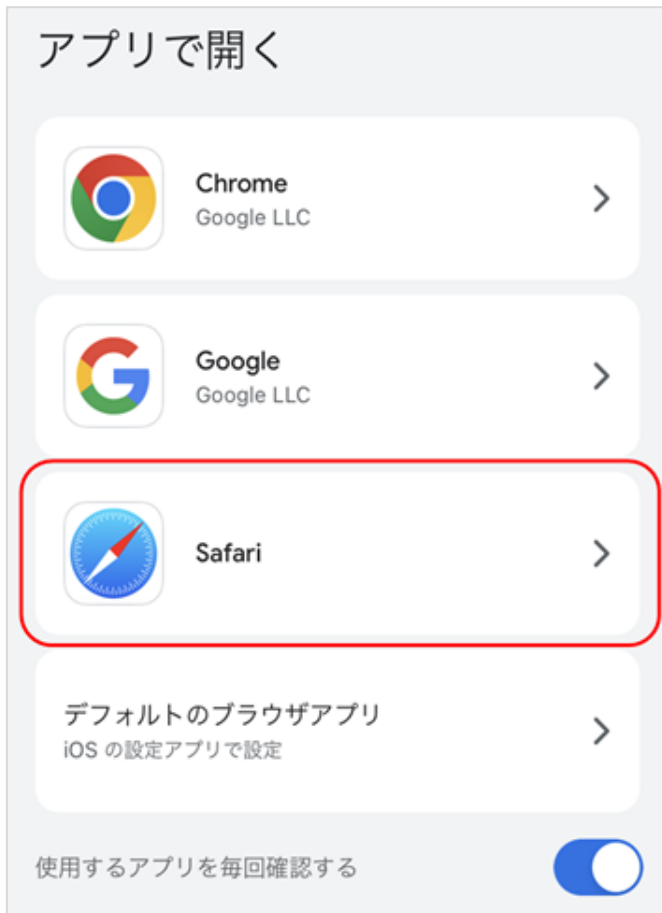 アプリで開く
Chrome
Google LLC
Google
Google LLC
Safari
デフォルトのブラウザアプリ
iOS の設定アプリで設定
使用するアプリを毎回確認する